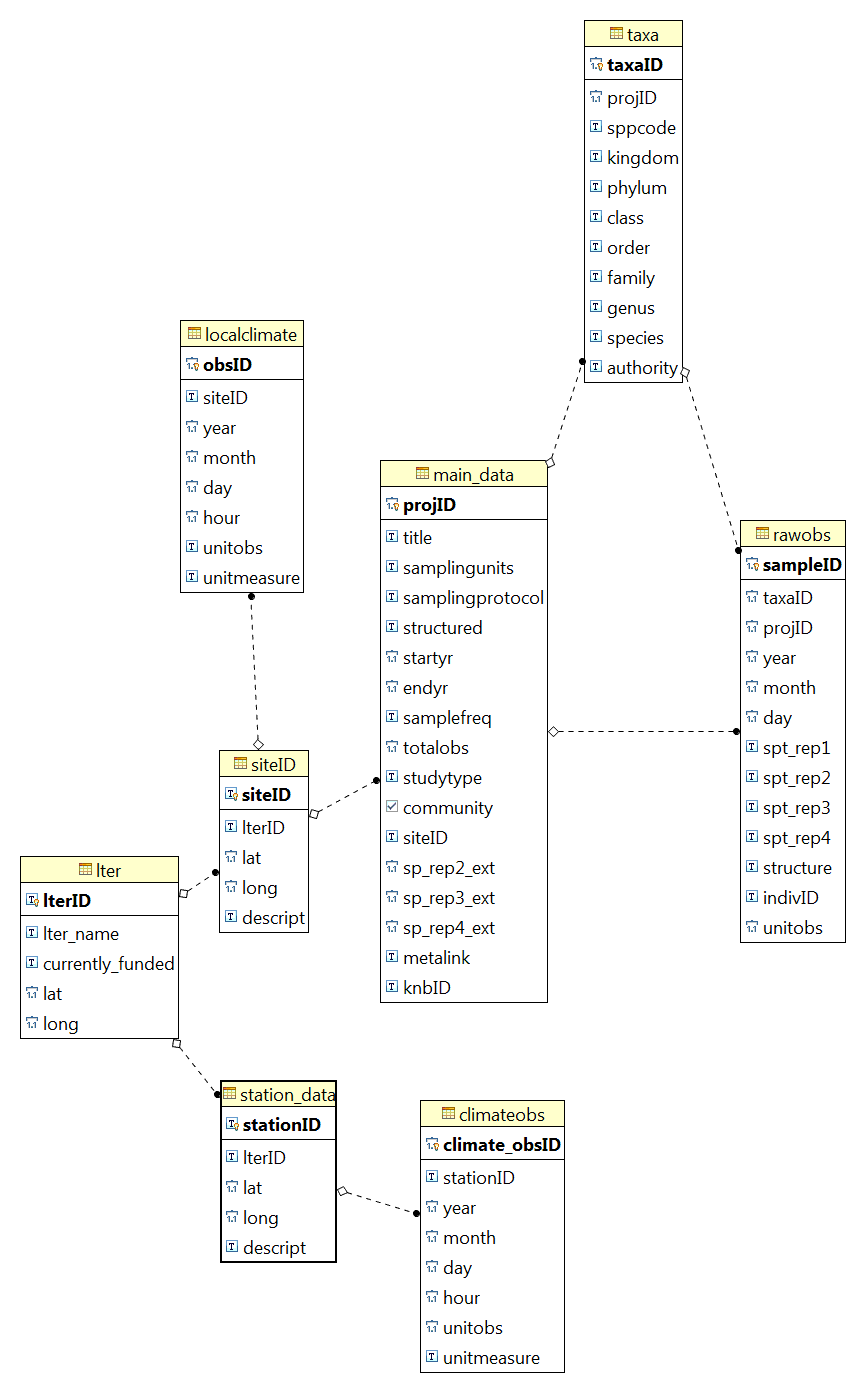 taxa
taxaID
projID
sppcode
kingdom
phylum
class
order
family
genus
species
authority
localclimate
obsID
siteID
year
month
day
hour
unitobs
unitmeasure
main_data
projID
title
samplingunits
samplingprotocol
structured
startyr
endyr
samplefreq
totalobs
studytype
community
siteID
sp_rep2_ext
sp_rep3_ext
sp_rep4_ext
metalink
knbID
rawobs
sampleID
taxaID
projID
year
month
day
spt_rep1
spt_rep2
spt_rep3
spt_rep4
structure
indivID
unitobs
siteID
siteID
lterID
lat
long
descript
lter
lterID
lter_name
currently_funded
lat
long
station_data
stationID
lterID
lat
long
descript
climateobs
climate_obsID
stationID
year
month
day
hour
unitobs
unitmeasure